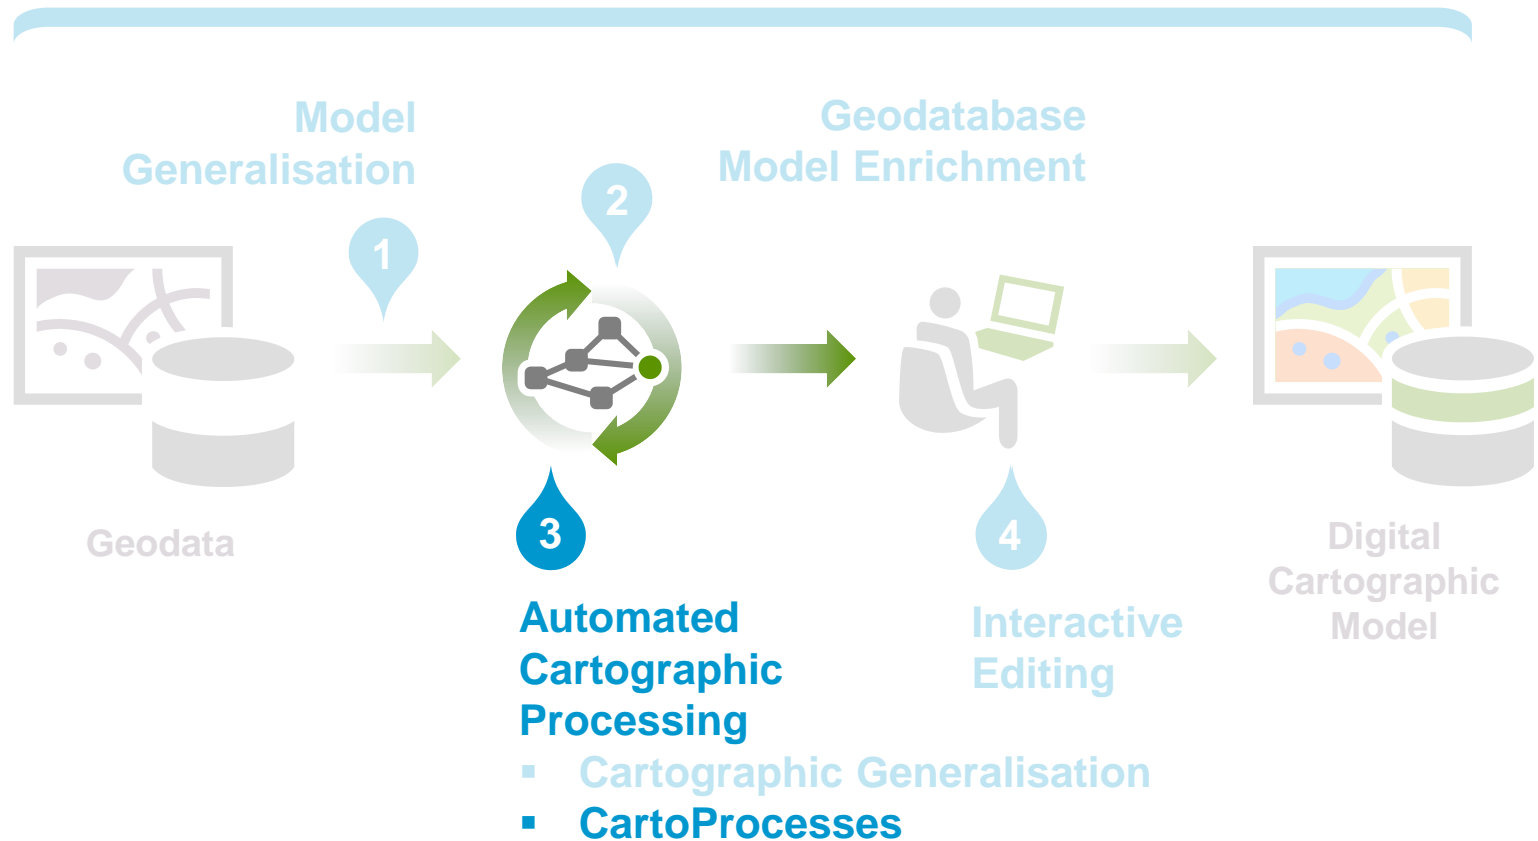 Model
Generalisation
Geodatabase
Model Enrichment
1
2
3
4
Geodata
Digital
Cartographic
Model
Automated
Cartographic
Processing
▪ Cartographic Generalisation
▪ CartoProcesses
Interactive
Editing